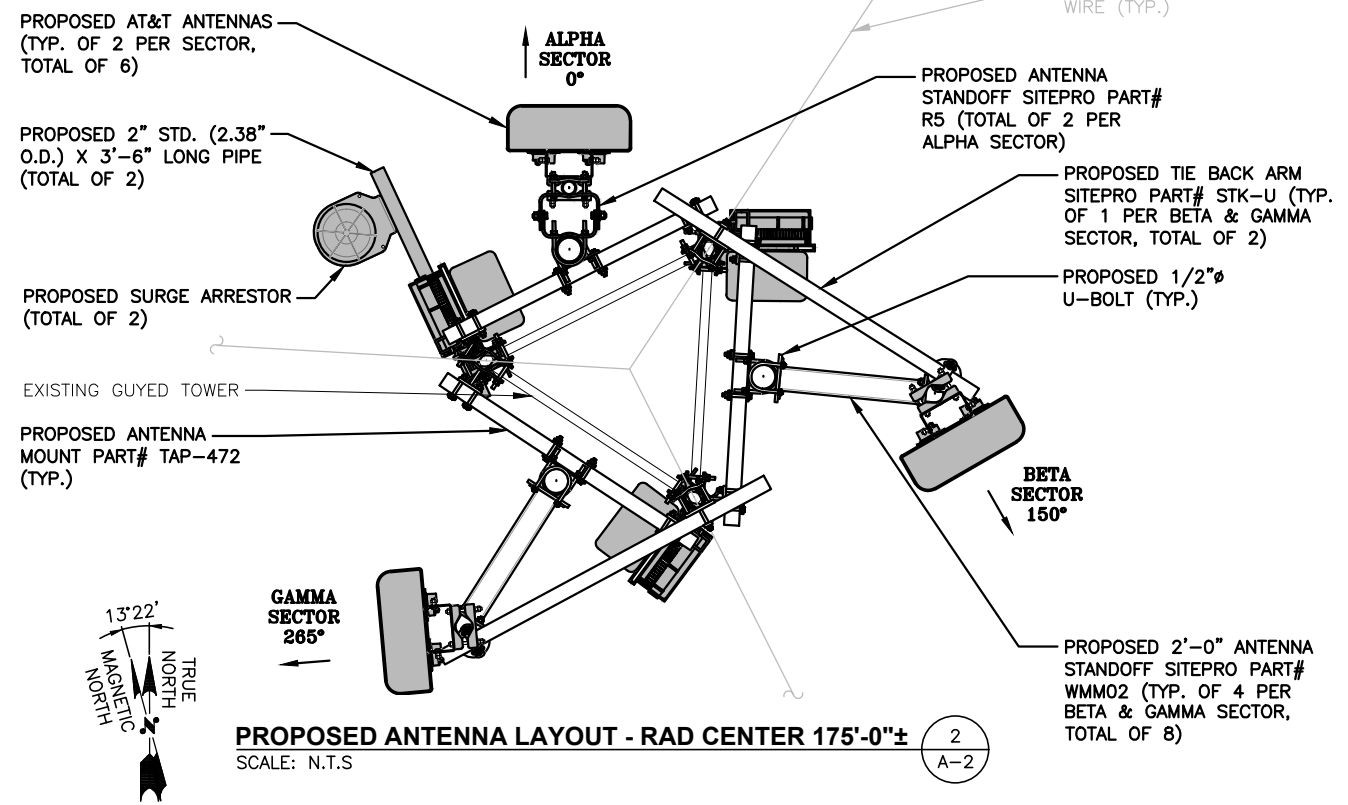 PROPOSED AT&T ANTENNAS
(TYP. OF 2 PER SECTOR,
TOTAL OF 6)
ALPHA
SECTOR
0°
WIRE (TYP.)
PROPOSED ANTENNA
STANDOFF SITEPRO PART#
R5 (TOTAL OF 2 PER
ALPHA SECTOR)
PROPOSED 2" STD. (2.38"
O.D.) X 3'-6" LONG PIPE
(TOTAL OF 2)
PROPOSED TIE BACK ARM
SITEPRO PART# STK-U (TYP.
OF 1 PER BETA & GAMMA
SECTOR, TOTAL OF 2)
PROPOSED SURGE ARRESTOR
(TOTAL OF 2)
PROPOSED 1/2"ø
U-BOLT (TYP.)
EXISTING GUYED TOWER
PROPOSED ANTENNA
MOUNT PART# TAP-472
(TYP.)
BETA
SECTOR
150°
GAMMA
SECTOR
265°
13°22'
TRUE
NORTH
MAGNETIC
NORTH
N
PROPOSED 2'-0" ANTENNA
STANDOFF SITEPRO PART#
WMM02 (TYP. OF 4 PER
BETA & GAMMA SECTOR,
TOTAL OF 8)
PROPOSED ANTENNA LAYOUT - RAD CENTER 175'-0"±
SCALE: N.T.S
2
A-2